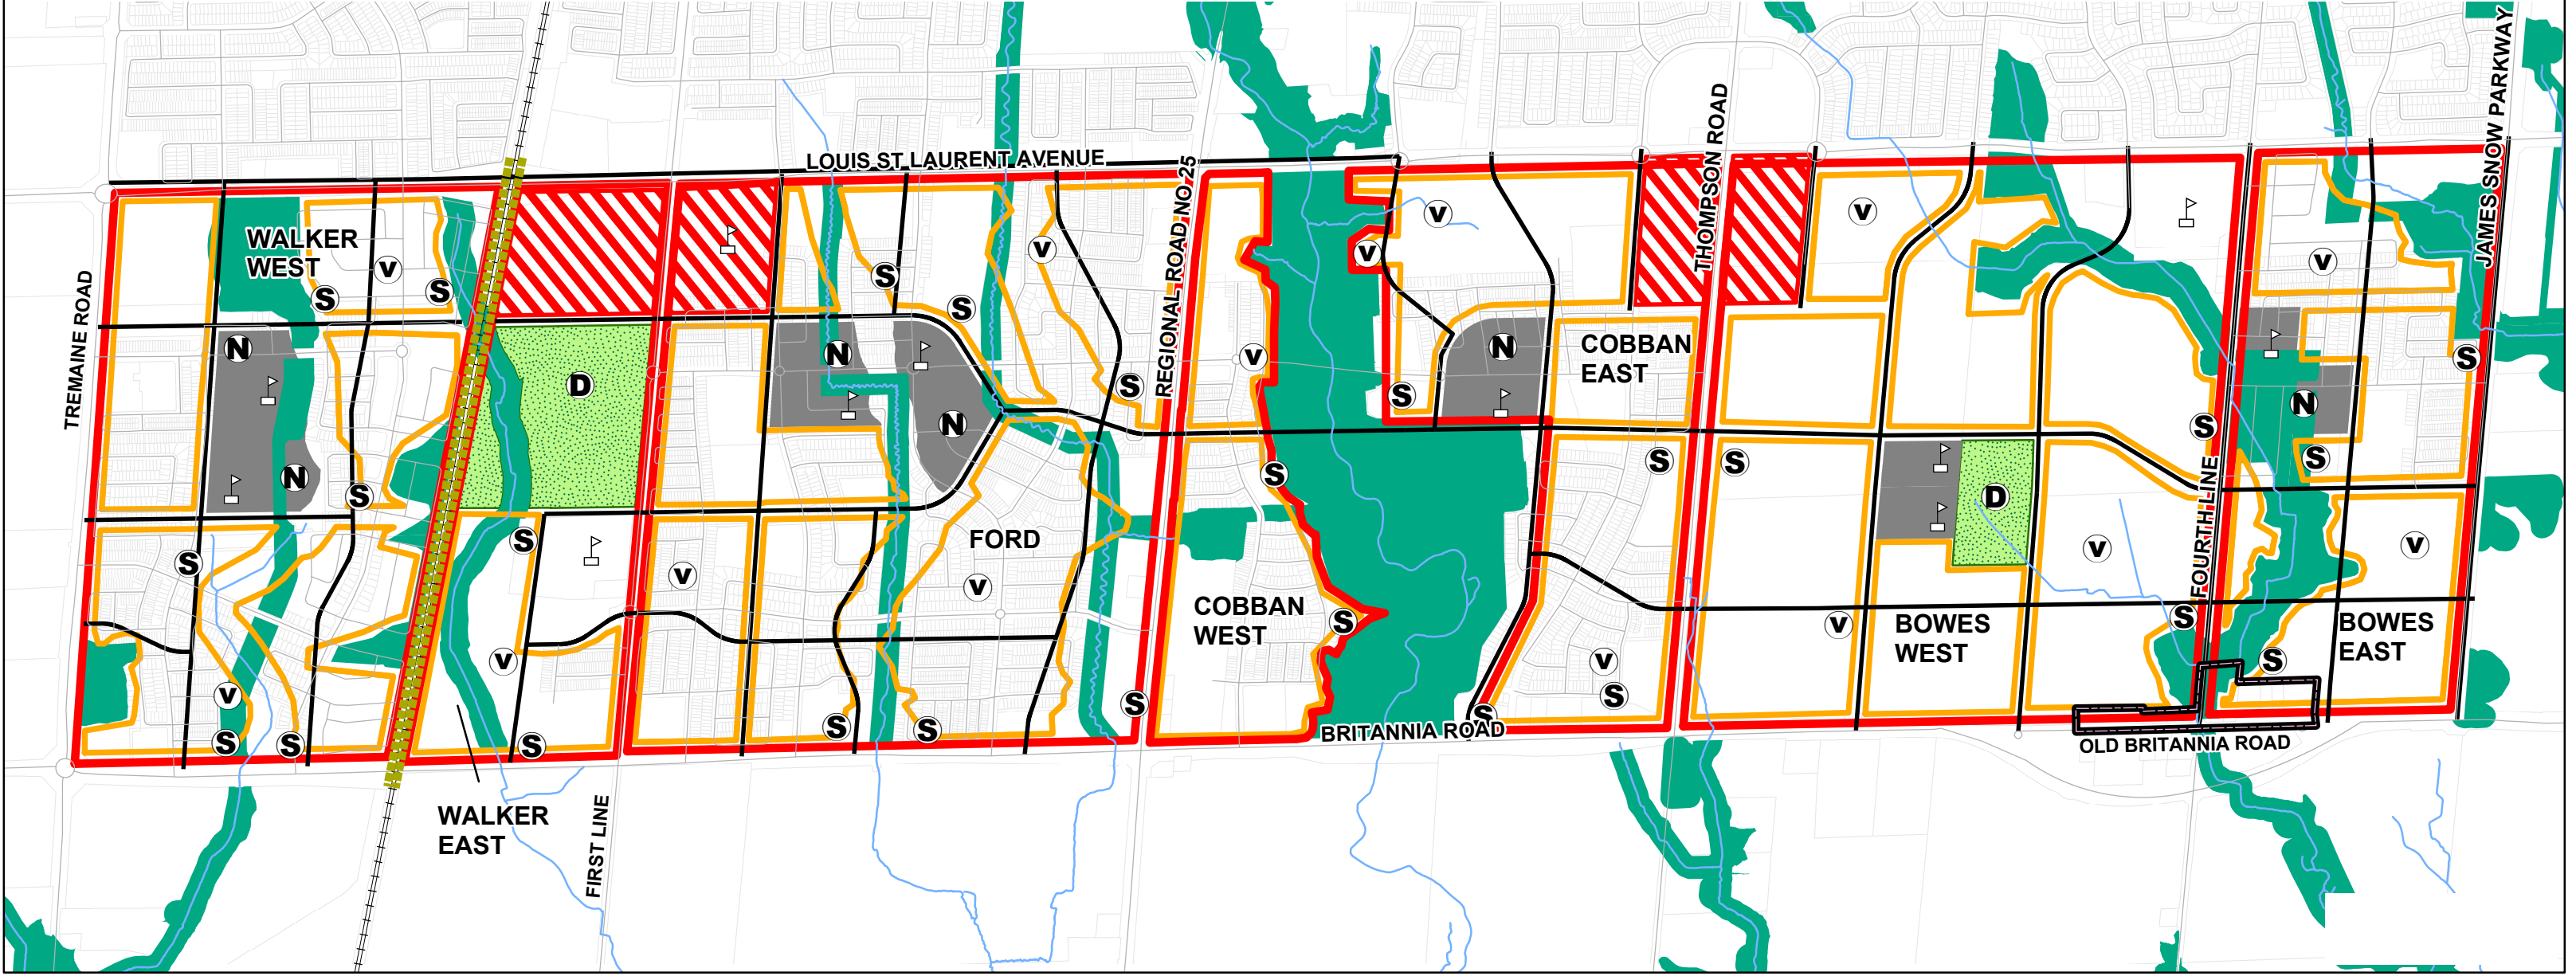 LOUIS ST LAURENT AVENUE
JAMES SNOW PARKWAY
THOMPSON ROAD
REGIONAL ROAD NO 25
TREMAINE ROAD
WALKER
WEST
V
S
S
V
S
S
V
S
V
V
V
V
V
N
N
D
N
N
S
N
COBBAN
EAST
V
S
S
N
S
N
S
S
S
S
S
D
FOURTH LINE
S
S
FORD
V
V
V
V
V
COBBAN
WEST
S
V
BOWES
WEST
S
BOWES
EAST
S
V
V
S
S
S
S
S
S
S
S
BRITANNIA ROAD
OLD BRITANNIA ROAD
WALKER
EAST
FIRST LINE